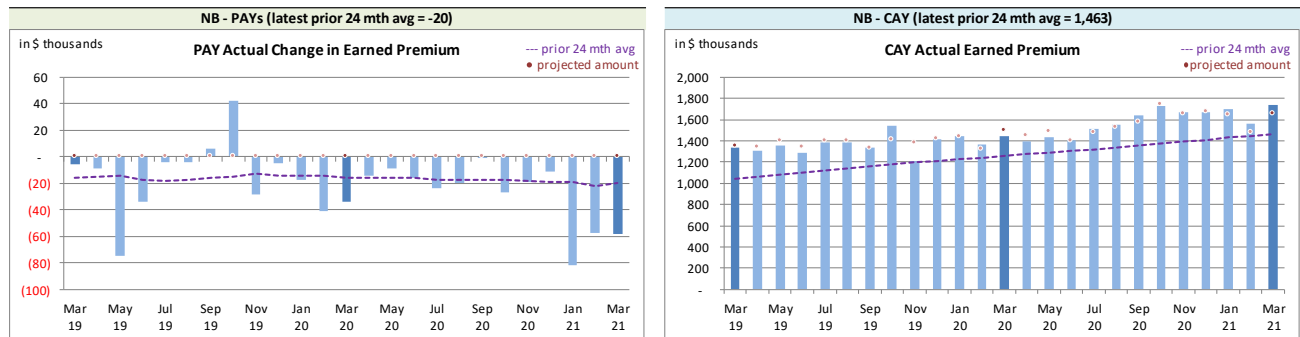 NB - PAYs (latest prior 24 mth avg = -20)
in $ thousands
PAY Actual Change in Earned Premium
--- prior 24 mth avg
• projected amount
60
40
20
-
(20)
(40)
(60)
(80)
(100)
Mar 19 May 19 Jul 19 Sep 19 Nov 19 Jan 20 Mar 20 May 20 Jul 20 Sep 20 Nov 20 Jan 21 Mar 21
NB - CAY (latest prior 24 mth avg = 1,463)
in $ thousands
CAY Actual Earned Premium
--- prior 24 mth avg
• projected amount
2,000
1,800
1,600
1,400
1,200
1,000
800
600
400
200
-
Mar 19 May 19 Jul 19 Sep 19 Nov 19 Jan 20 Mar 20 May 20 Jul 20 Sep 20 Nov 20 Jan 21 Mar 21